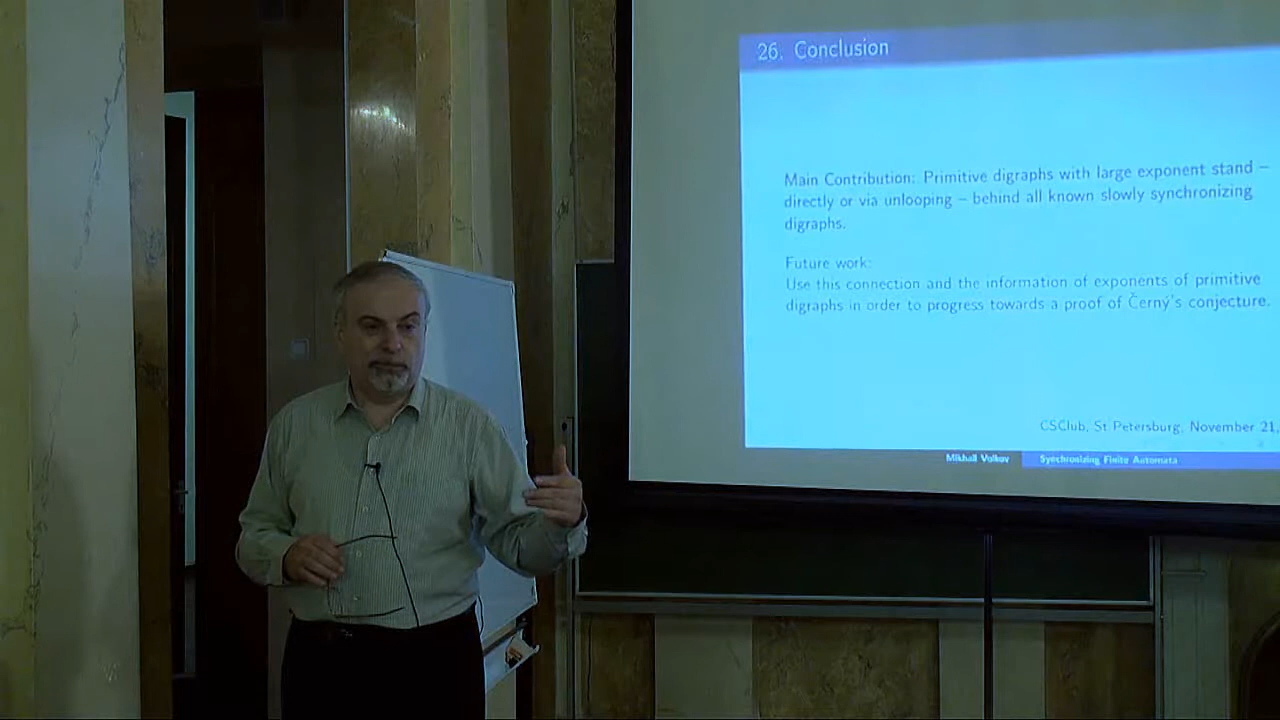 26. Conclusion
Main Contribution: Primitive digraphs with large exponent stand –
directly or via unlooping – behind all known slowly synchronizing
digraphs.
Future work:
Use this connection and the information of exponents of primitive
digraphs in order to progress towards a proof of Černý's conjecture.
CSClub, St Petersburg, November 21,
Mikhail Volkov Synchronizing Finite Automata